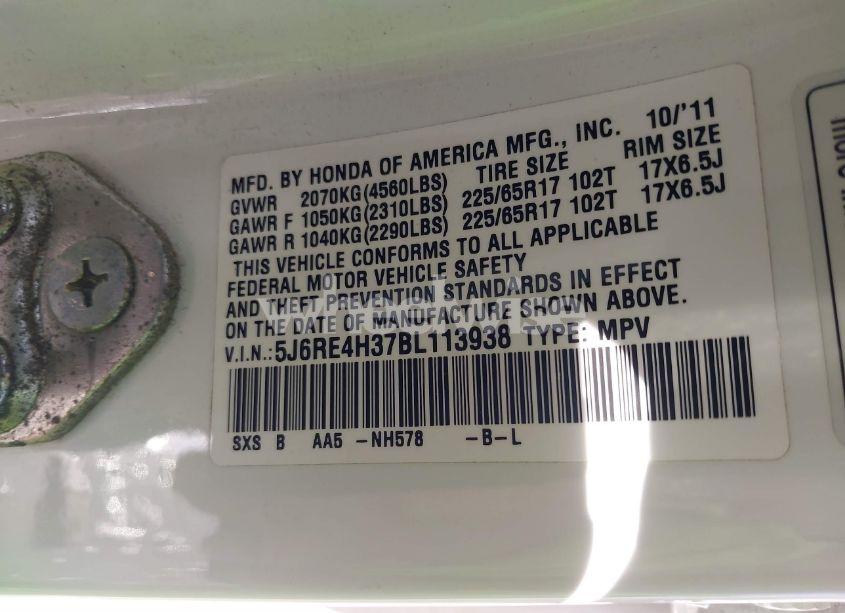 MFD. BY HONDA OF AMERICA MFG., INC. 10/'11
GVWR 2070KG(4560LBS) TIRE SIZE RIM SIZE
GAWR F 1050KG(2310LBS) 225/65R17 102T 17X6.5J
GAWR R 1040KG(2290LBS) 225/65R17 102T 17X6.5J
THIS VEHICLE CONFORMS TO ALL APPLICABLE
FEDERAL MOTOR VEHICLE SAFETY
AND THEFT PREVENTION STANDARDS IN EFFECT
ON THE DATE OF MANUFACTURE SHOWN ABOVE.
V.I.N.: 5J6RE4H37BL113938 TYPE: MPV
SXS B AA5 -NH578 -B-L